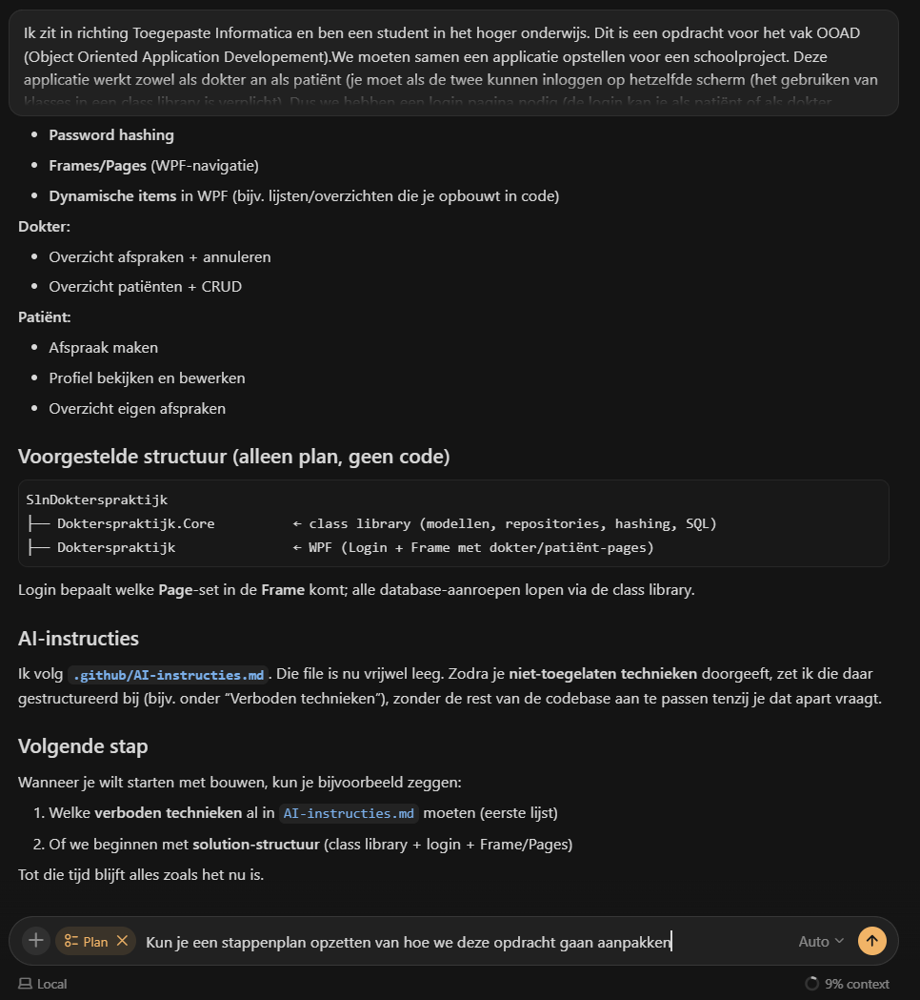 Ik zit in richting Toegepaste Informatica en ben een student in het hoger onderwijs. Dit is een opdracht voor het vak OOAD
(Object Oriented Application Developement).We moeten samen een applicatie opstellen voor een schoolproject. Deze
applicatie werkt zowel als dokter an als patiënt (je moet als de twee kunnen inloggen op hetzelfde scherm (het gebruiken van
klasses in een class library is verplicht). Dus we hebben een login pagina nodig (de login kan je als patiënt of als dokter
• Password hashing
• Frames/Pages (WPF-navigatie)
• Dynamische items in WPF (bijv. lijsten/overzichten die je opbouwt in code)
Dokter:
• Overzicht afspraken + annuleren
• Overzicht patiënten + CRUD
Patiënt:
• Afspraak maken
• Profiel bekijken en bewerken
• Overzicht eigen afspraken
Voorgestelde structuur (alleen plan, geen code)
SlnDokterspraktijk
├── Dokterspraktijk.Core ← class library (modellen, repositories, hashing, SQL)
├── Dokterspraktijk ← WPF (Login + Frame met dokter/patiënt-pages)
Login bepaalt welke Page-set in de Frame komt; alle database-aanroepen lopen via de class library.
AI-instructies
Ik volg .github/AI-instructies.md. Die file is nu vrijwel leeg. Zodra je niet-toegelaten technieken doorgeeft, zet ik die daar
gestructureerd bij (bijv. onder “Verboden technieken”), zonder de rest van de codebase aan te passen tenzij je dat apart vraagt.
Volgende stap
Wanneer je wilt starten met bouwen, kun je bijvoorbeeld zeggen:
1. Welke verboden technieken al in AI-instructies.md moeten (eerste lijst)
2. Of we beginnen met solution-structuur (class library + login + Frame/Pages)
Tot die tijd blijft alles zoals het nu is.
Plan Kun je een stappenplan opzetten van hoe we deze opdracht gaan aanpakken Auto
Local 9% context